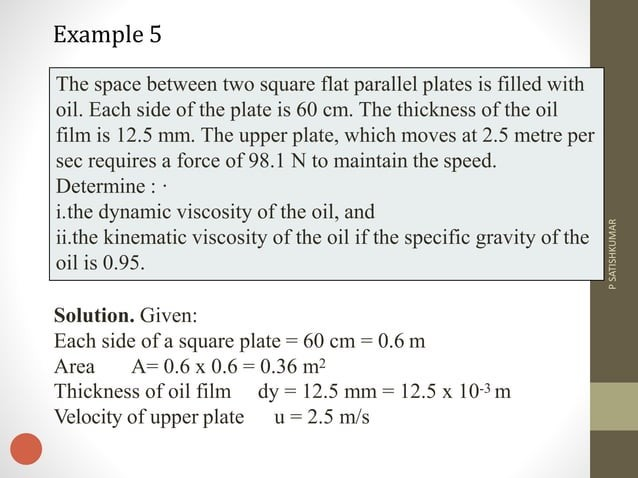 Example 5
The space between two square flat parallel plates is filled with
oil. Each side of the plate is 60 cm. The thickness of the oil
film is 12.5 mm. The upper plate, which moves at 2.5 metre per
sec requires a force of 98.1 N to maintain the speed.
Determine : ·
i.the dynamic viscosity of the oil, and
ii.the kinematic viscosity of the oil if the specific gravity of the
oil is 0.95.
Solution. Given:
Each side of a square plate = 60 cm = 0.6 m
Area A= 0.6 x 0.6 = 0.36 m²
Thickness of oil film dy = 12.5 mm = 12.5 x 10⁻³ m
Velocity of upper plate u = 2.5 m/s
P SATISHKUMAR